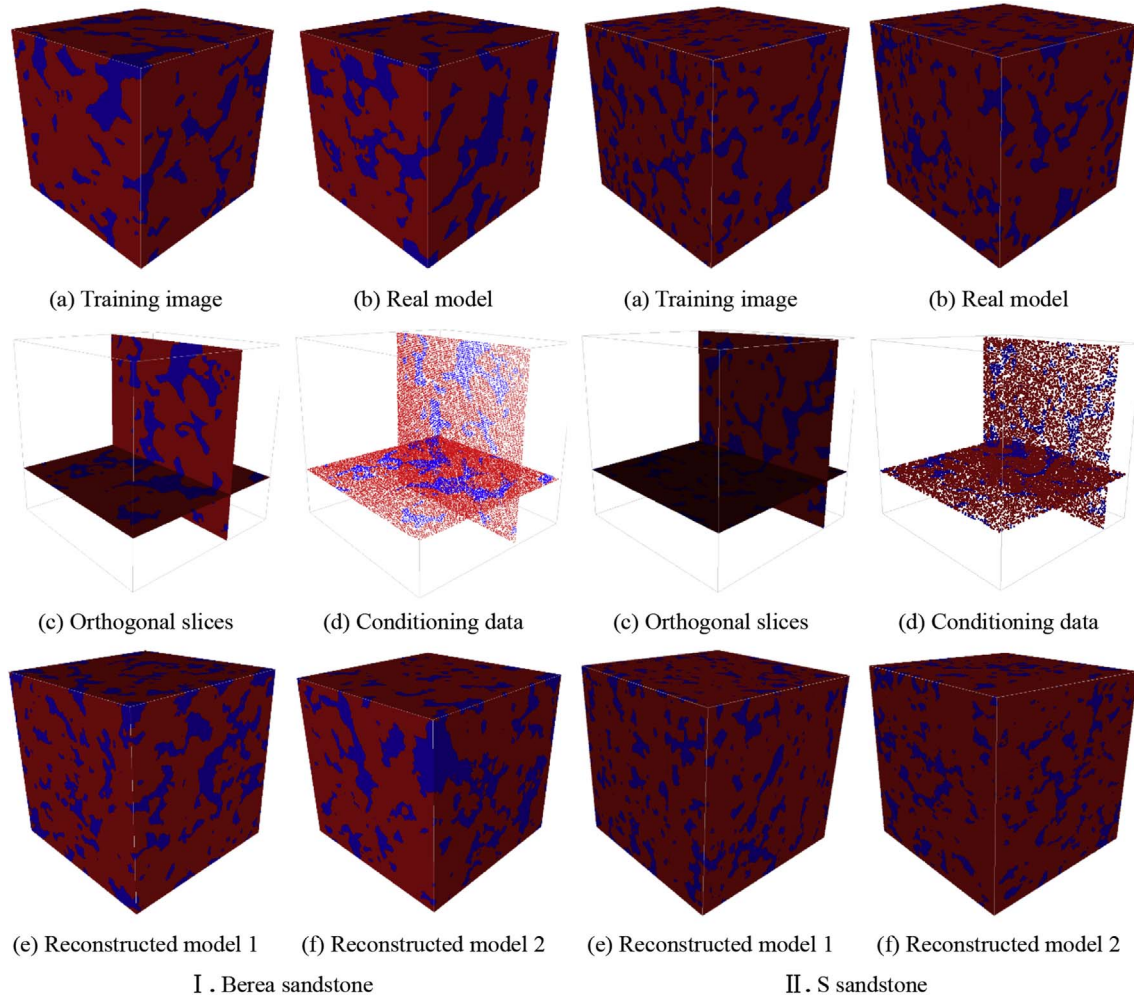 (a) Training image (b) Real model (a) Training image (b) Real model
(c) Orthogonal slices (d) Conditioning data (c) Orthogonal slices (d) Conditioning data
(e) Reconstructed model 1 (f) Reconstructed model 2 (e) Reconstructed model 1 (f) Reconstructed model 2
Ⅰ. Berea sandstone Ⅱ. S sandstone